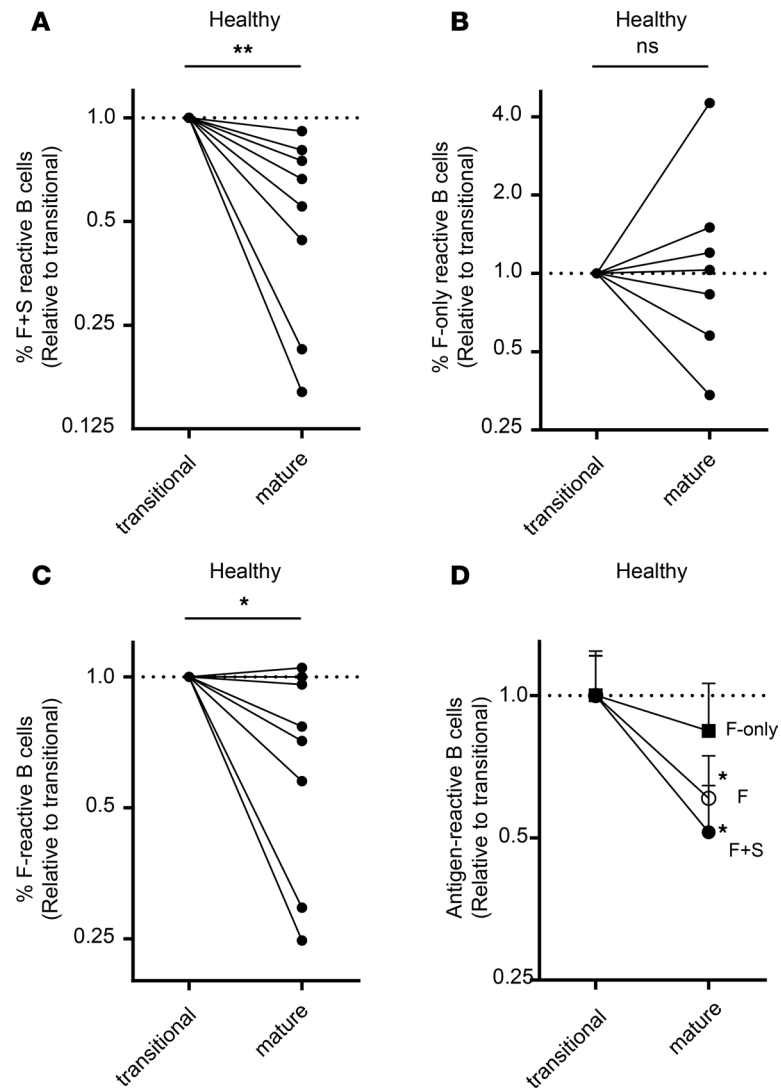 A
Healthy
**
% F+S reactive B cells
(Relative to transitional)
1.0
0.5
0.25
0.125
transitional
mature
B
Healthy
ns
% F-only reactive B cells
(Relative to transitional)
4.0
2.0
1.0
0.5
0.25
transitional
mature
C
Healthy
*
% F-reactive B cells
(Relative to transitional)
1.0
0.5
0.25
transitional
mature
D
Healthy
Antigen-reactive B cells
(Relative to transitional)
1.0
0.5
0.25
F-only
* F
* F+S
transitional
mature